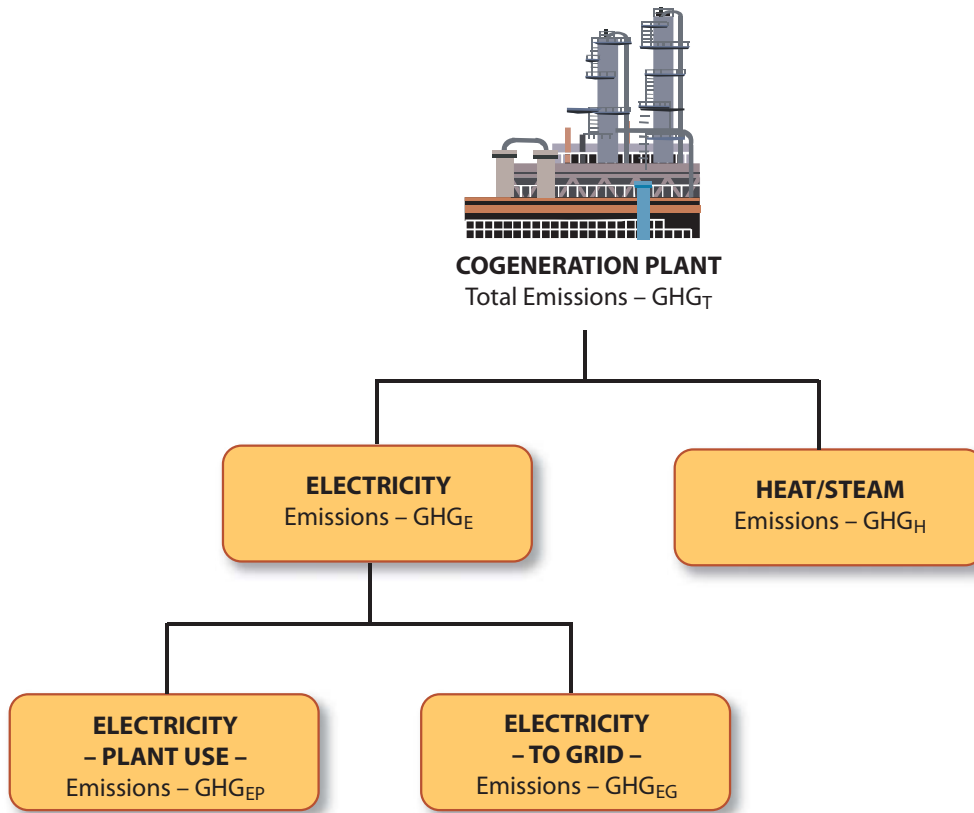 COGENERATION PLANT
Total Emissions – GHG_T
ELECTRICITY
Emissions – GHG_E
HEAT/STEAM
Emissions – GHG_H
ELECTRICITY
– PLANT USE –
Emissions – GHG_EP
ELECTRICITY
– TO GRID –
Emissions – GHG_EG